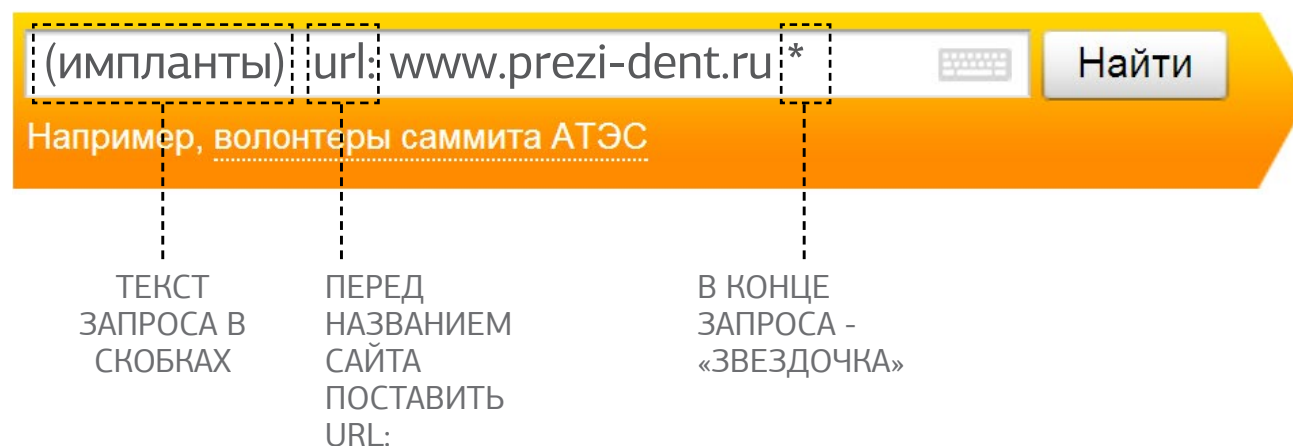 (импланты) url: www.prezi-dent.ru *
Найти
Например, волонтеры саммита АТЭС
ТЕКСТ
ЗАПРОСА В
СКОБКАХ
ПЕРЕД
НАЗВАНИЕМ
САЙТА
ПОСТАВИТЬ
URL:
В КОНЦЕ
ЗАПРОСА -
«ЗВЕЗДОЧКА»